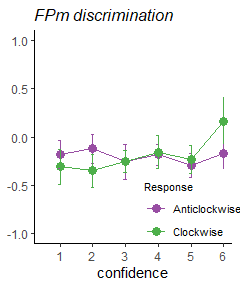 FPm discrimination
1.0
0.5
0.0
-0.5
-1.0
Response
Anticlockwise
Clockwise
1 2 3 4 5 6
confidence